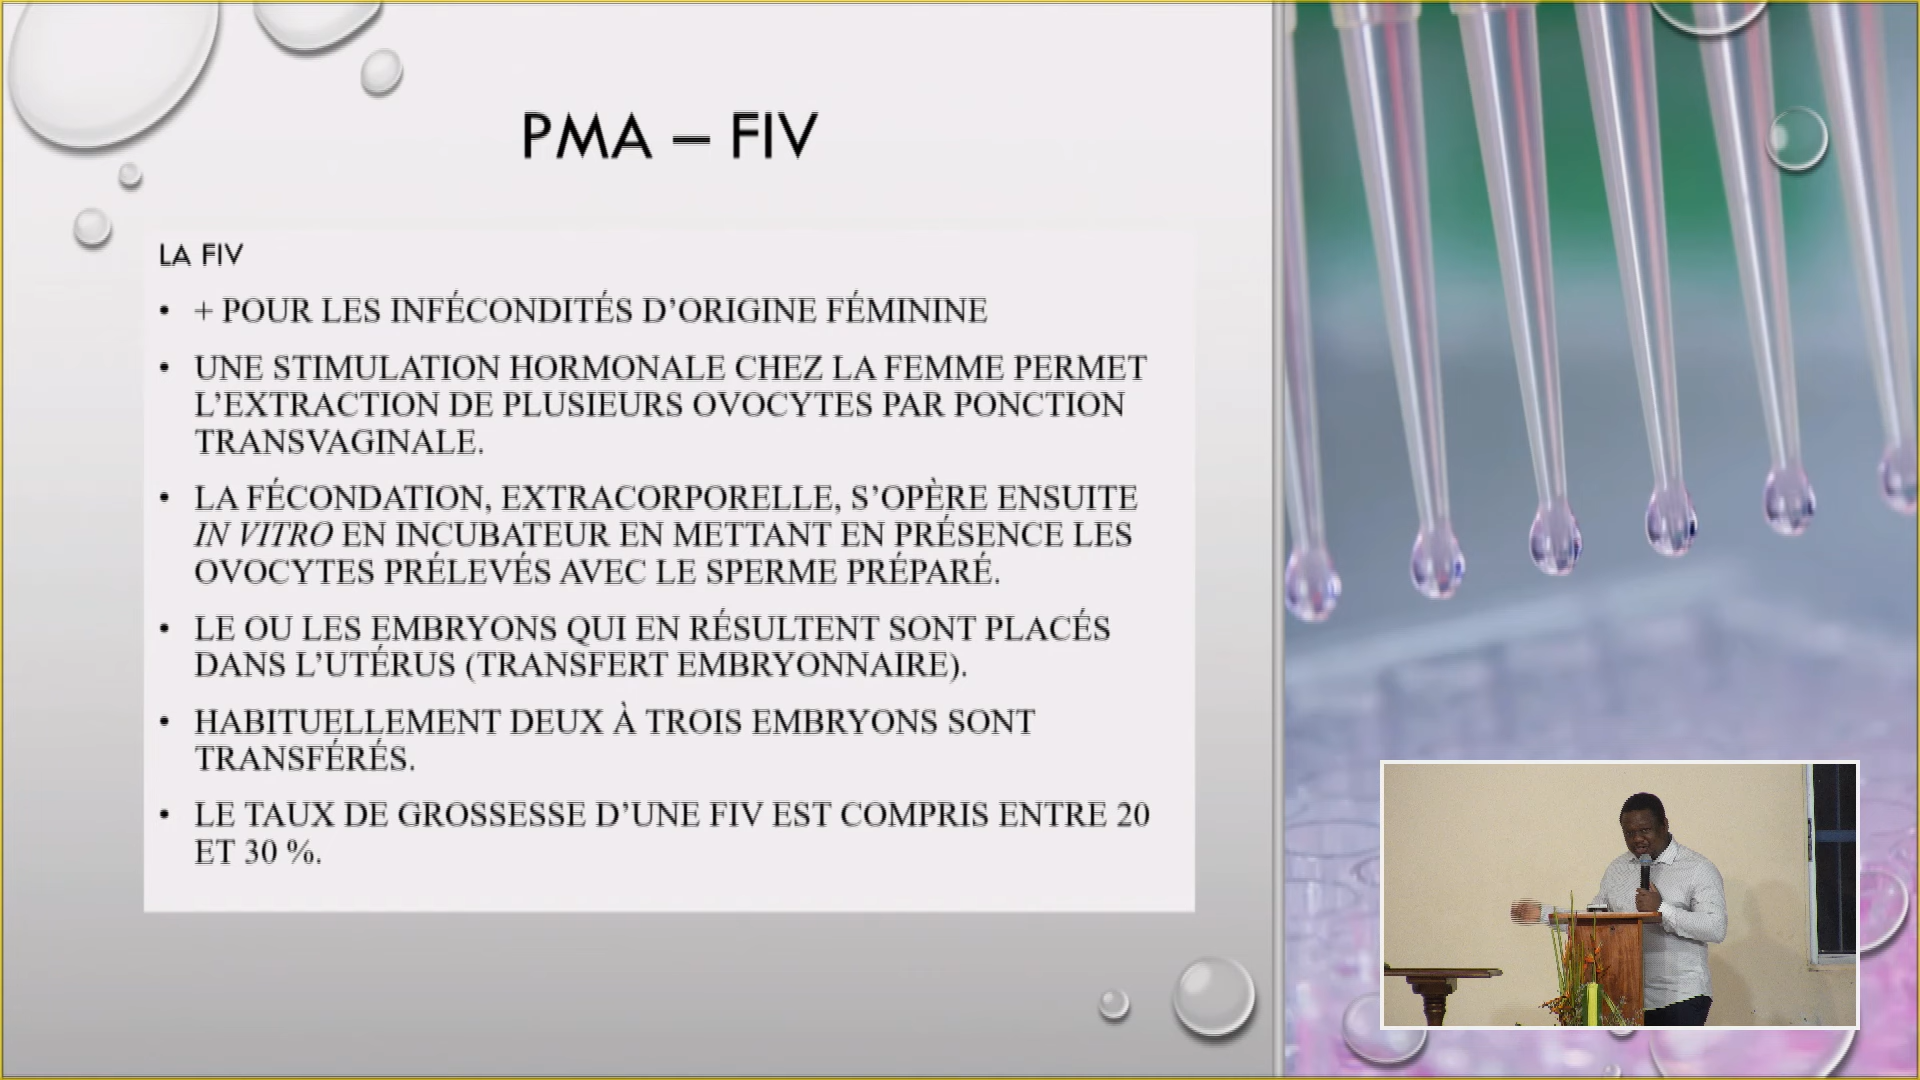 PMA – FIV
LA FIV
• + POUR LES INFÉCONDITÉS D’ORIGINE FÉMININE
• UNE STIMULATION HORMONALE CHEZ LA FEMME PERMET
L’EXTRACTION DE PLUSIEURS OVOCYTES PAR PONCTION
TRANSVAGINALE.
• LA FÉCONDATION, EXTRACORPORELLE, S’OPÈRE ENSUITE
IN VITRO EN INCUBATEUR EN METTANT EN PRÉSENCE LES
OVOCYTES PRÉLEVÉS AVEC LE SPERME PRÉPARÉ.
• LE OU LES EMBRYONS QUI EN RÉSULTENT SONT PLACÉS
DANS L’UTÉRUS (TRANSFERT EMBRYONNAIRE).
• HABITUELLEMENT DEUX À TROIS EMBRYONS SONT
TRANSFÉRÉS.
• LE TAUX DE GROSSESSE D’UNE FIV EST COMPRIS ENTRE 20
ET 30 %.